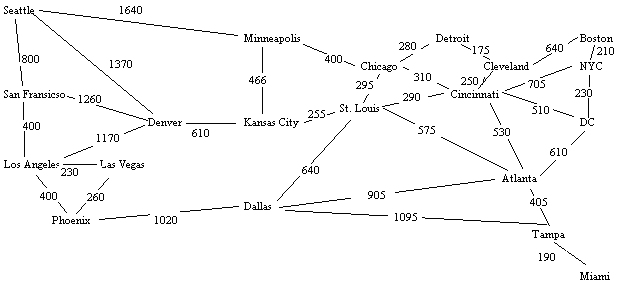 Seattle
1640
Minneapolis
Detroit
Boston
280
175
640
210
400
Chicago
Cleveland
NYC
800
1370
466
310
250
705
295
230
San Fransicso
1260
290
Cincinnati
St. Louis
510
400
Denver
610
Kansas City
255
DC
1170
575
530
610
Los Angeles
230
Las Vegas
640
400
260
905
Atlanta
Phoenix
1020
Dallas
1095
405
Tampa
190
Miami